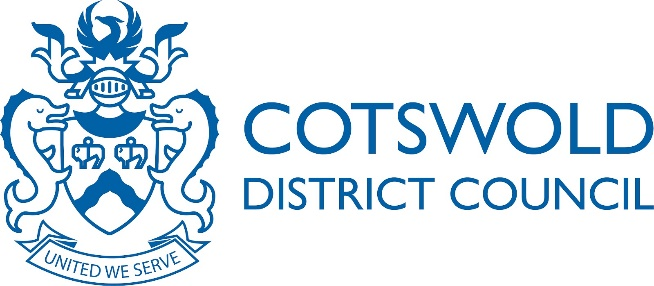 COTSWOLD
DISTRICT COUNCIL
UNITED WE SERVE